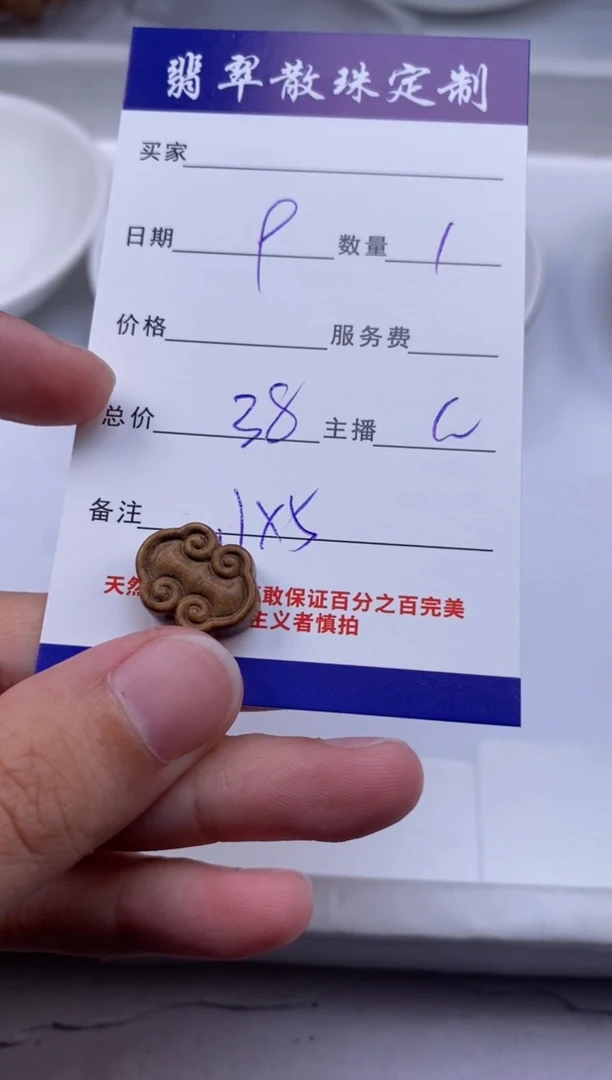 翡翠散珠定制
买家
日期 9 数量 1
价格 服务费
总价 38 主播 C
备注 1X5
天然 敢保证百分之百完美
主义者慎拍